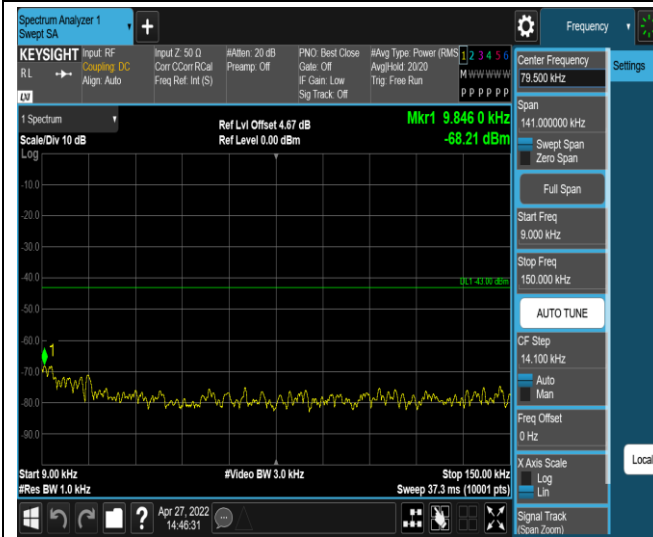 Spectrum Analyzer 1
Swept SA
+
Frequency
KEYSIGHT
RL
LXI
Input: RF
Coupling: DC
Align: Auto
Input Z: 50 Ω
Corr CCorr RCal
Freq Ref: Int (S)
#Atten: 20 dB
Preamp: Off
PNO: Best Close
Gate: Off
IF Gain: Low
Sig Track: Off
#Avg Type: Power (RMS
Avg|Hold: 20/20
Trig: Free Run
1 2 3 4 5 6
M W W W W W
P P P P P P
1 Spectrum
Scale/Div 10 dB
Log
Ref Lvl Offset 4.67 dB
Ref Level 0.00 dBm
Mkr1 9.846 0 kHz
-68.21 dBm
-10.0
-20.0
-30.0
-40.0
DL1 -43.00 dBm
-50.0
-60.0
1
-70.0
-80.0
-90.0
Start 9.00 kHz
#Video BW 3.0 kHz
Stop 150.00 kHz
#Res BW 1.0 kHz
Sweep 37.3 ms (10001 pts)
?
Apr 27, 2022
14:46:31
Center Frequency
79.500 kHz
Settings
Span
141.000000 kHz
Swept Span
Zero Span
Full Span
Start Freq
9.000 kHz
Stop Freq
150.000 kHz
AUTO TUNE
CF Step
14.100 kHz
Auto
Man
Freq Offset
0 Hz
X Axis Scale
Log
Lin
Local
Signal Track
(Span Zoom)